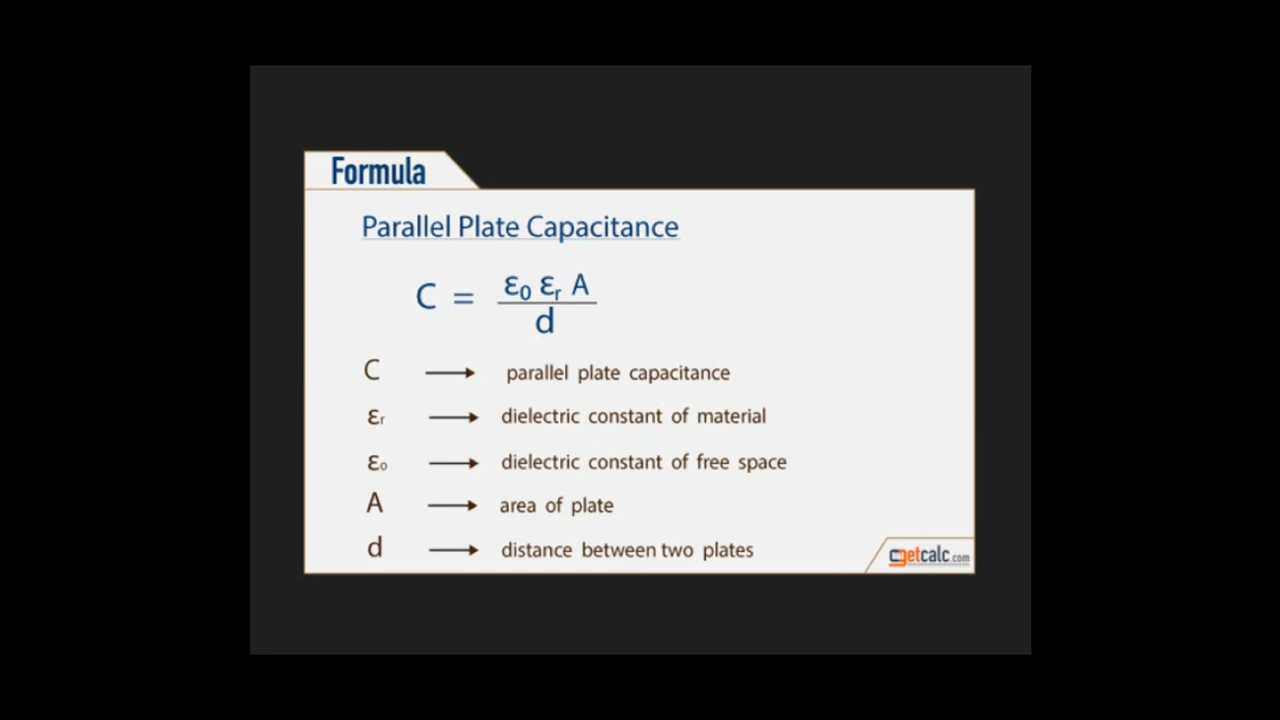 Formula
Parallel Plate Capacitance
C = ε₀ εᵣ A / d
C → parallel plate capacitance
εᵣ → dielectric constant of material
εₒ → dielectric constant of free space
A → area of plate
d → distance between two plates
getcalc.com